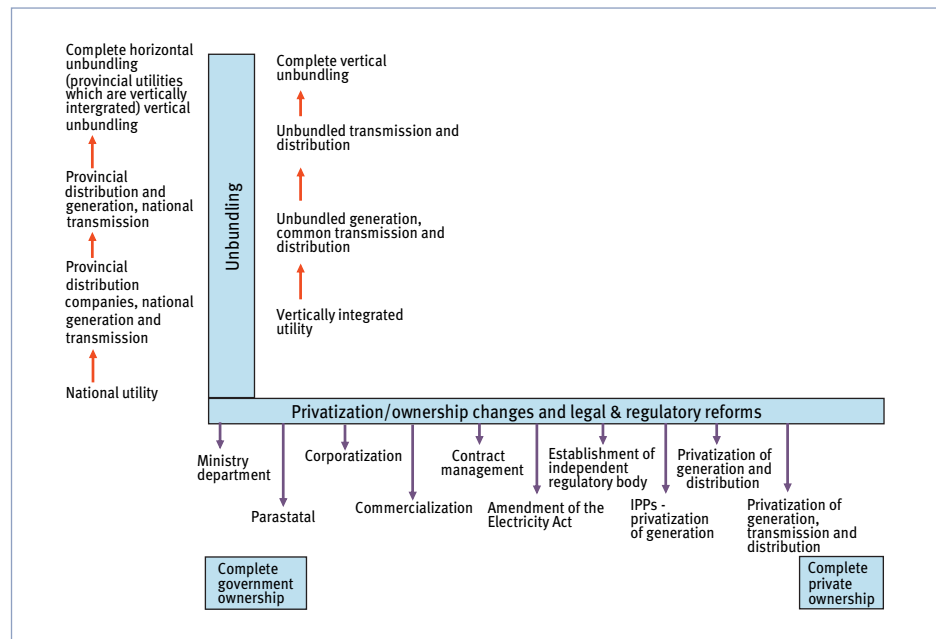 Complete horizontal
unbundling
(provincial utilities
which are vertically
intergrated) vertical
unbundling
Provincial
distribution and
generation, national
transmission
Provincial
distribution
companies, national
generation and
transmission
National utility
Unbundling
Complete vertical
unbundling
Unbundled transmission and
distribution
Unbundled generation,
common transmission and
distribution
Vertically integrated
utility
Privatization/ownership changes and legal & regulatory reforms
Ministry
department
Parastatal
Corporatization
Commercialization
Contract
management
Amendment of the
Electricity Act
Establishment of
independent
regulatory body
IPPs -
privatization
of generation
Privatization of
generation and
distribution
Privatization of
generation,
transmission and
distribution
Complete
government
ownership
Complete
private
ownership